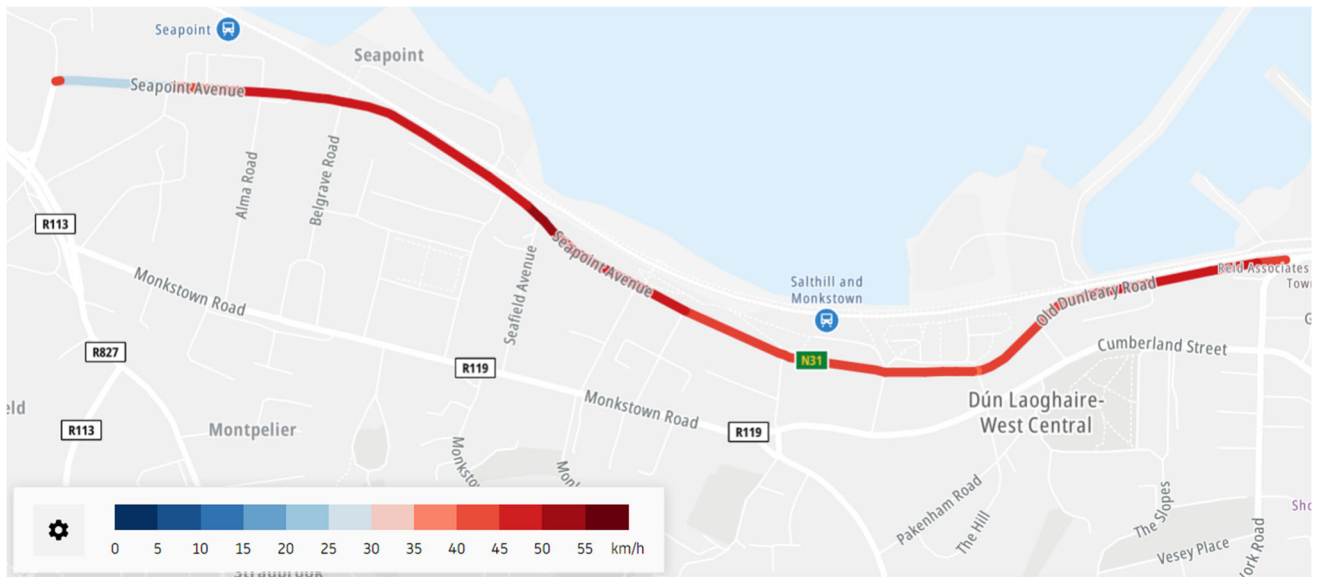 Seapoint
Seapoint
Seapoint Avenue
Alma Road
Belgrave Road
R113
Seapoint Avenue
Seafield Avenue
Monkstown Road
Salthill and
Monkstown
Old Dunleary Road
Reid Associates
Cumberland Street
N31
R827
R119
Monkstown Road
Dún Laoghaire-
West Central
R113
Montpelier
R119
Pakenham Road
The Hill
The Slopes
Vesey Place
0 5 10 15 20 25 30 35 40 45 50 55 km/h